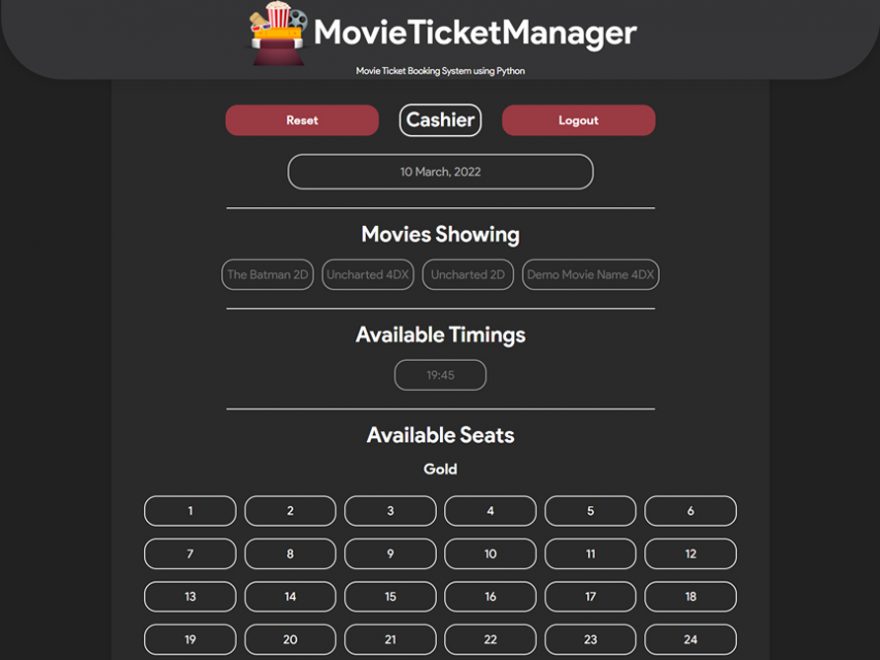 MovieTicketManager
Movie Ticket Booking System using Python
Reset Cashier Logout
10 March, 2022
Movies Showing
The Batman 2D Uncharted 4DX Uncharted 2D Demo Movie Name 4DX
Available Timings
19:45
Available Seats
Gold
1 2 3 4 5 6
7 8 9 10 11 12
13 14 15 16 17 18
19 20 21 22 23 24